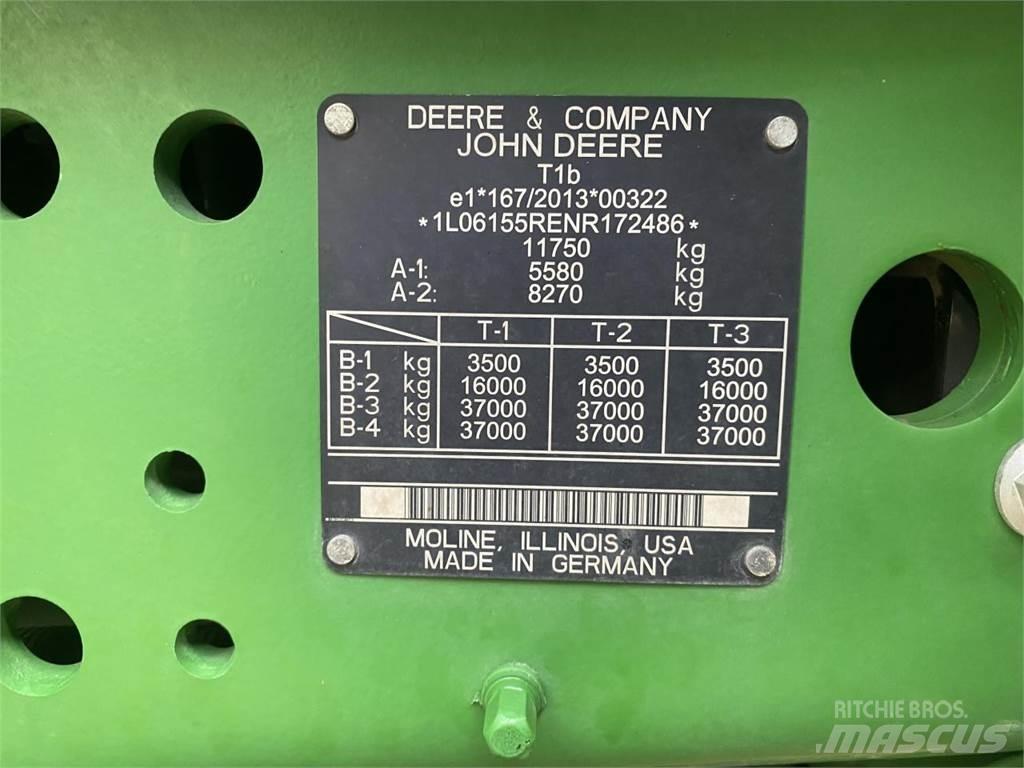 DEERE & COMPANY
JOHN DEERE
T1b
e1*167/2013*00322
*1L06155RENR172486*
11750 kg
A-1: 5580 kg
A-2: 8270 kg
T-1 T-2 T-3
B-1 kg 3500 3500 3500
B-2 kg 16000 16000 16000
B-3 kg 37000 37000 37000
B-4 kg 37000 37000 37000
MOLINE, ILLINOIS, USA
MADE IN GERMANY
RITCHIE BROS.
MASCUS